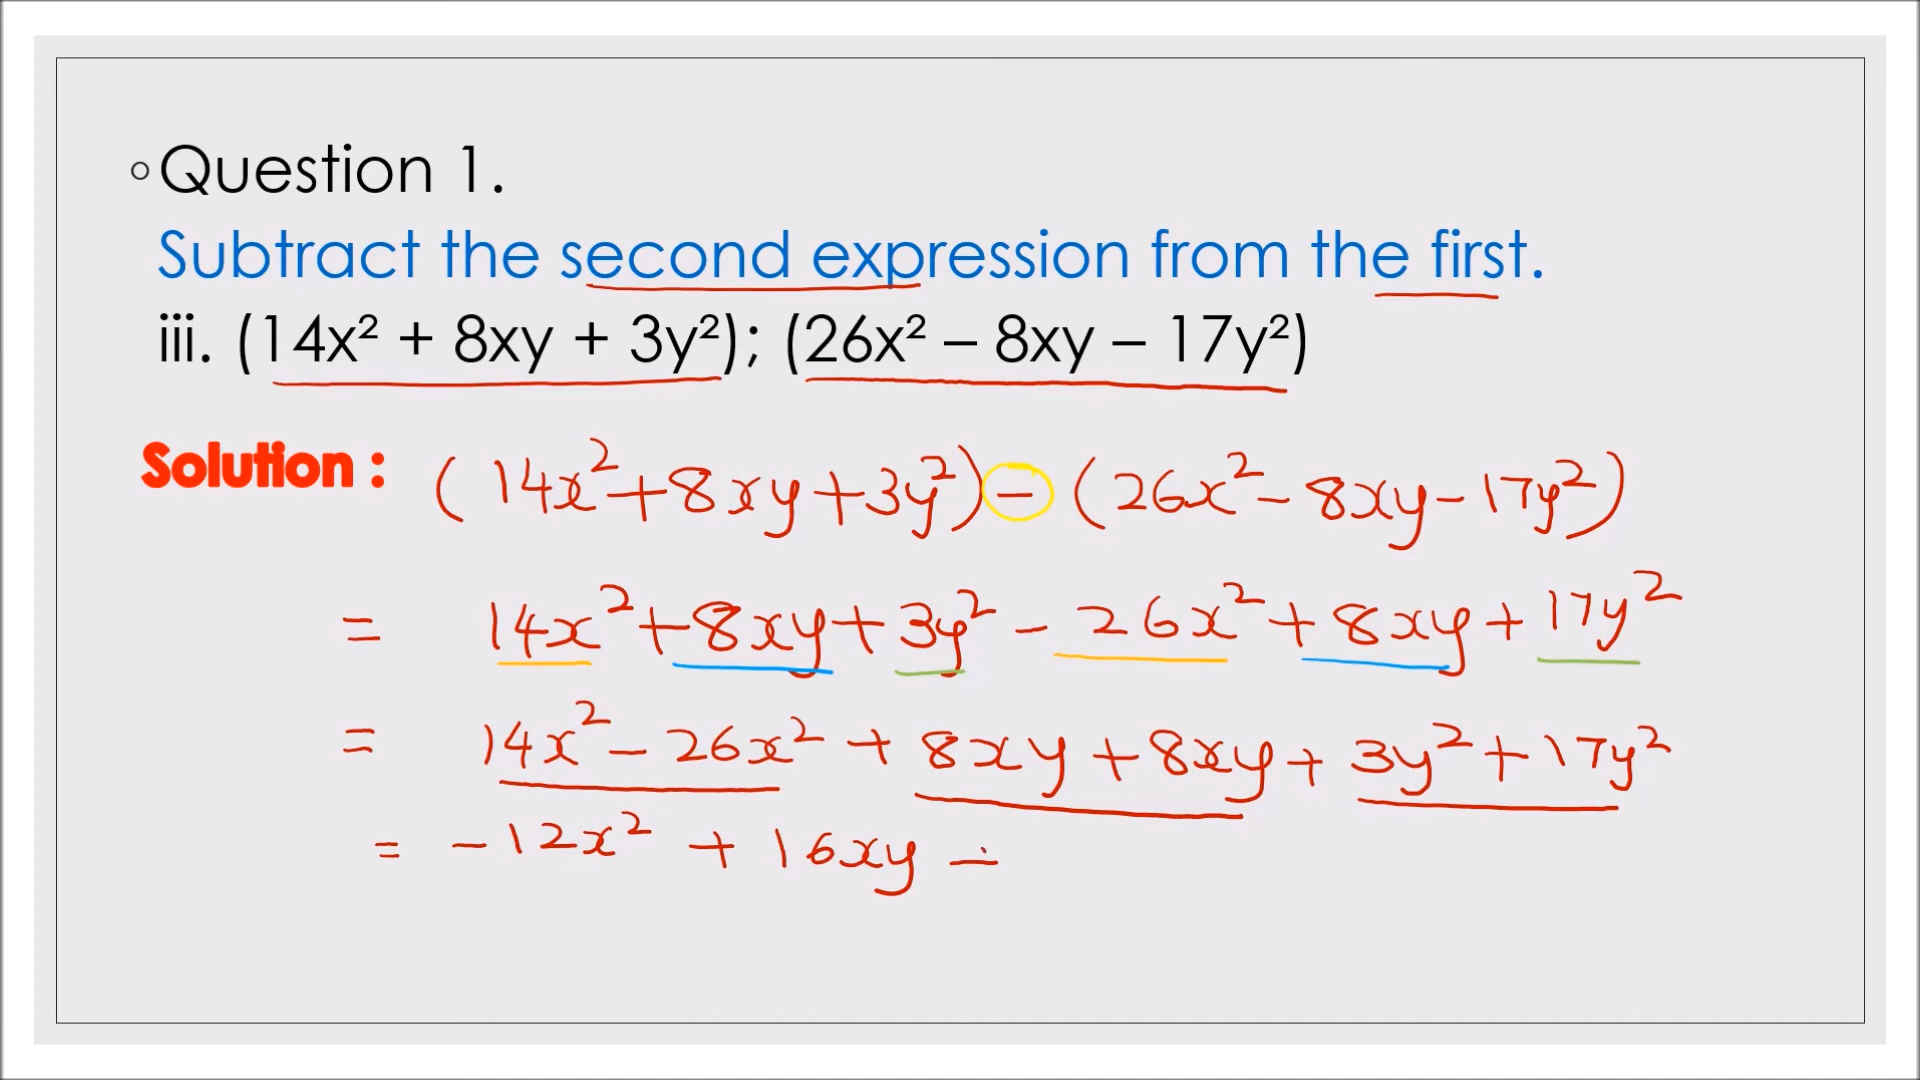 ◦Question 1.
Subtract the second expression from the first.
iii. (14x² + 8xy + 3y²); (26x² – 8xy – 17y²)
Solution : (14x²+8xy+3y²) – (26x²-8xy-17y²)
= 14x²+8xy+3y²-26x²+8xy+17y²
= 14x²-26x²+8xy+8xy+3y²+17y²
= -12x² + 16xy